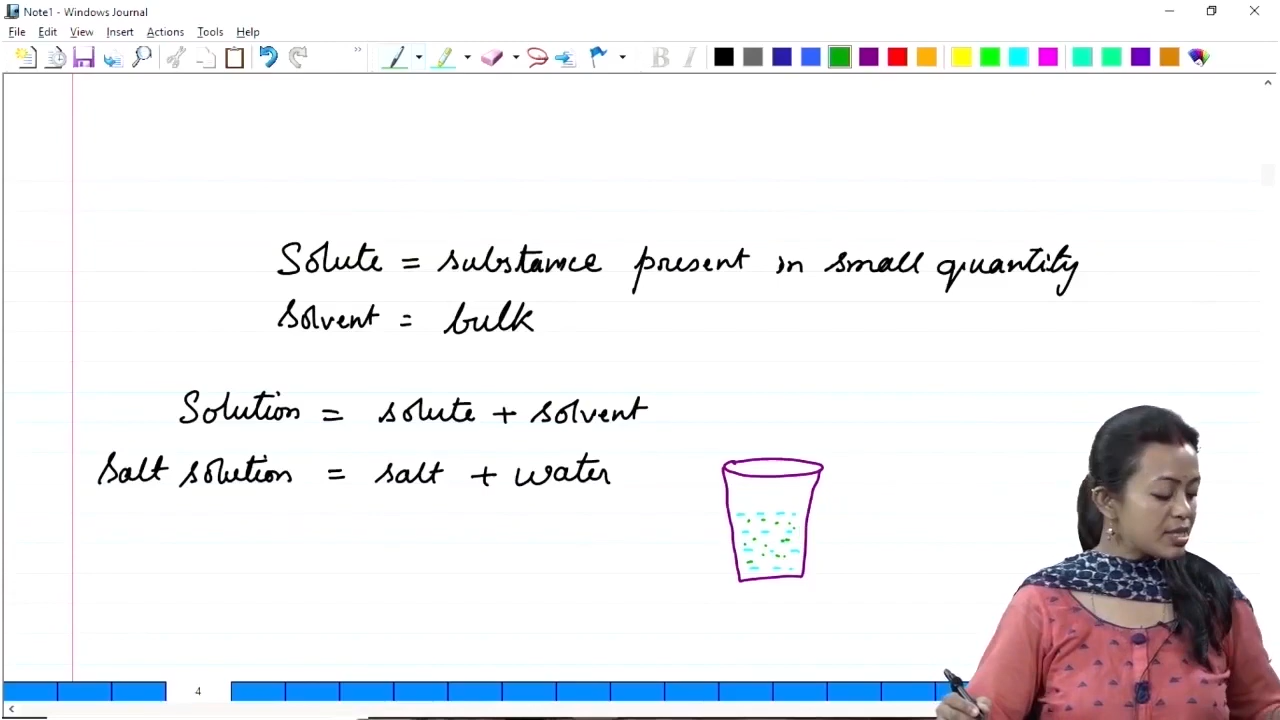 Note1 - Windows Journal
File Edit View Insert Actions Tools Help
B I
Solute = substance present in small quantity
Solvent = bulk
Solution = solute + solvent
Salt solution = salt + water
4